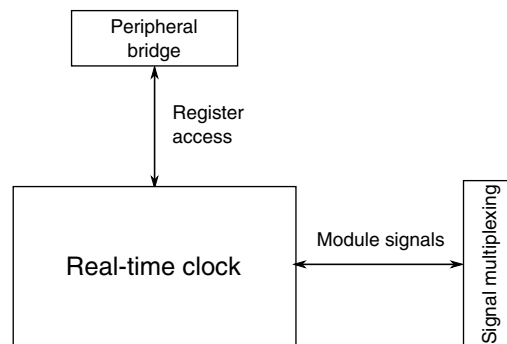 Peripheral
bridge
Register
access
Real-time clock
Module signals
Signal multiplexing